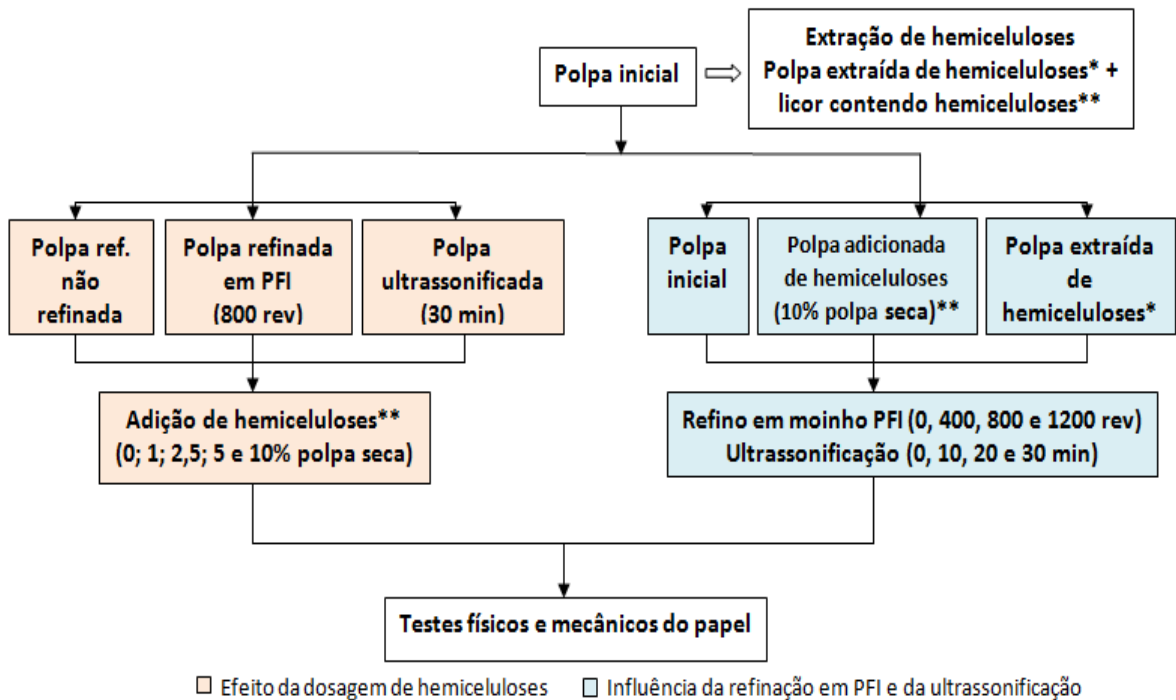 Polpa inicial
Extração de hemiceluloses
Polpa extraída de hemiceluloses* +
licor contendo hemiceluloses**
Polpa ref.
não
refinada
Polpa refinada
em PFI
(800 rev)
Polpa
ultrassonificada
(30 min)
Polpa
inicial
Polpa adicionada
de hemiceluloses
(10% polpa seca)**
Polpa extraída
de
hemiceluloses*
Adição de hemiceluloses**
(0; 1; 2,5; 5 e 10% polpa seca)
Refino em moinho PFI (0, 400, 800 e 1200 rev)
Ultrassonificação (0, 10, 20 e 30 min)
Testes físicos e mecânicos do papel
Efeito da dosagem de hemiceluloses
Influência da refinação em PFI e da ultrassonificação